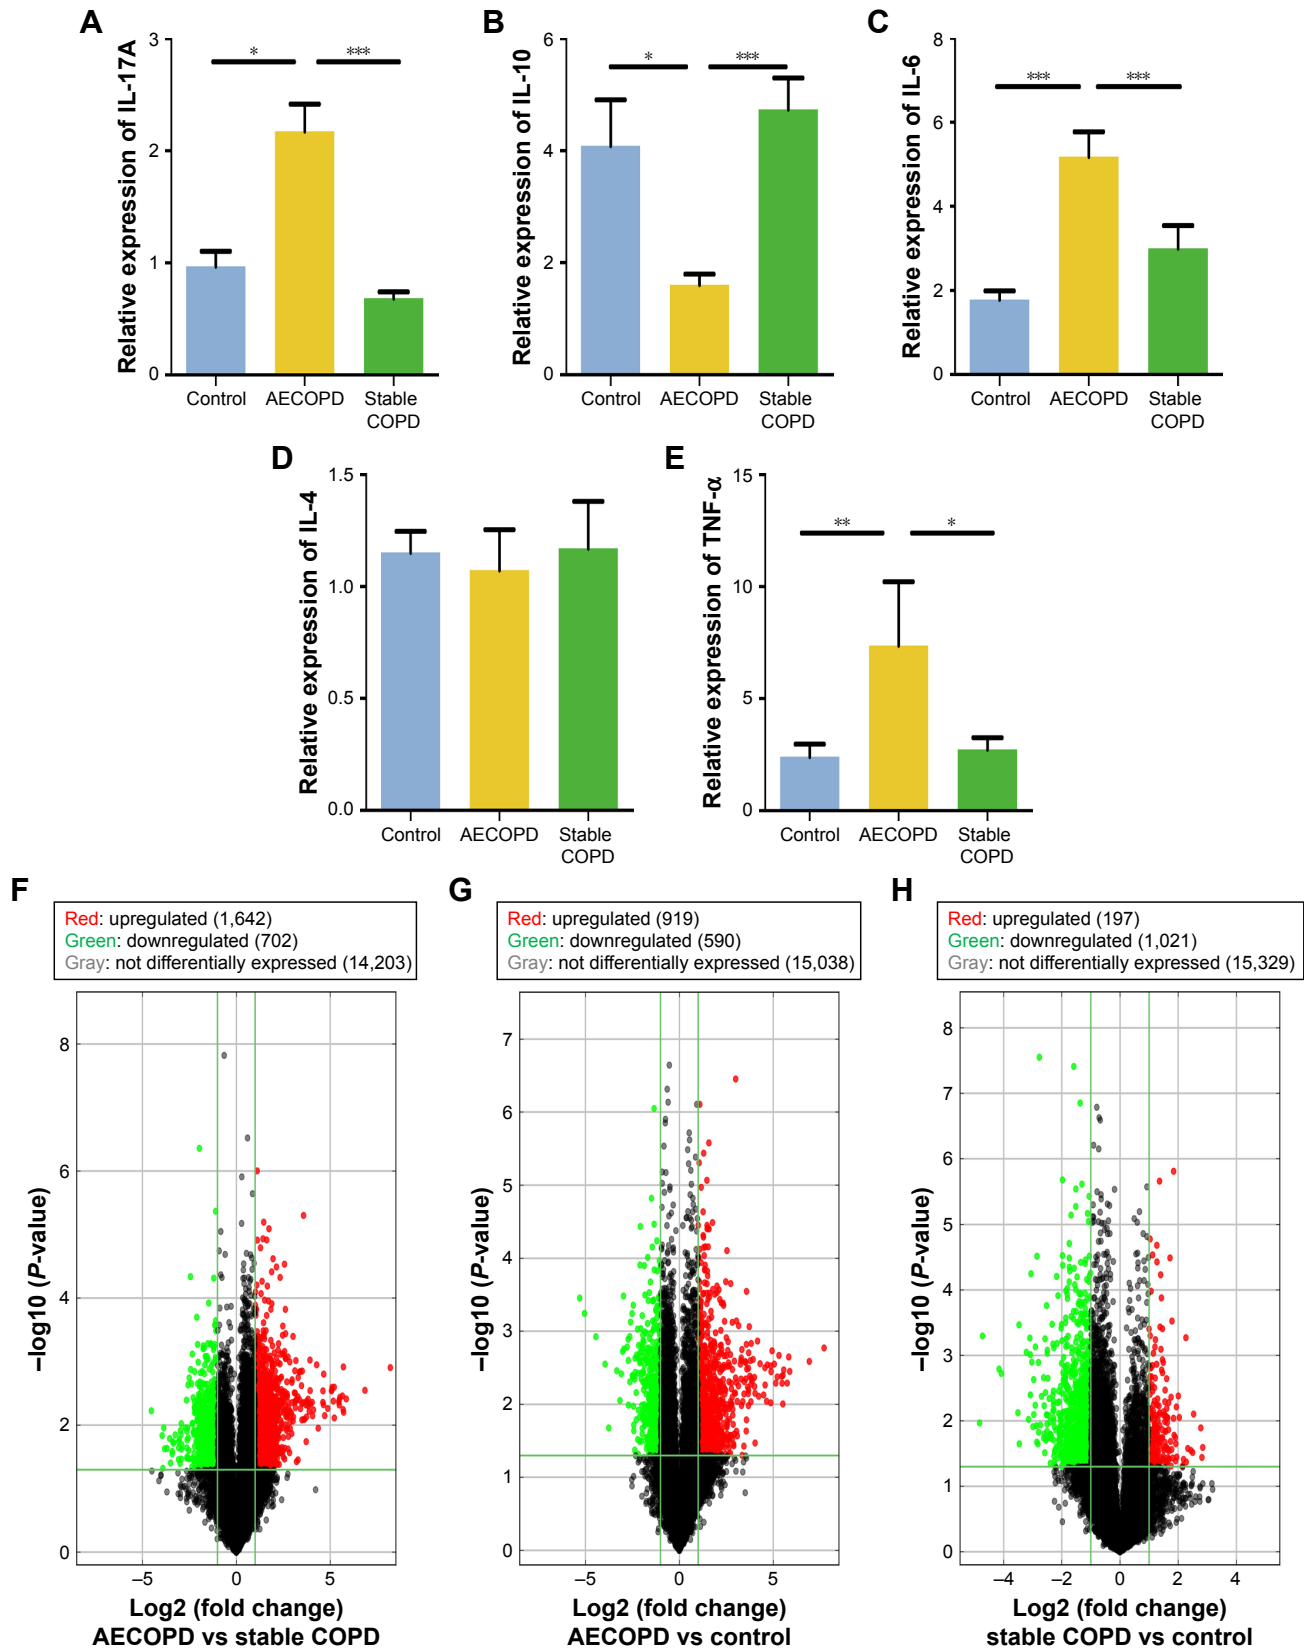 A
Relative expression of IL-17A
3
2
1
0
*
***
Control
AECOPD
Stable
COPD
B
Relative expression of IL-10
6
4
2
0
*
***
Control
AECOPD
Stable
COPD
C
Relative expression of IL-6
8
6
4
2
0
***
***
Control
AECOPD
Stable
COPD
D
Relative expression of IL-4
1.5
1.0
0.5
0.0
Control
AECOPD
Stable
COPD
E
Relative expression of TNF-α
15
10
5
0
**
*
Control
AECOPD
Stable
COPD
F
Red: upregulated (1,642)
Green: downregulated (702)
Gray: not differentially expressed (14,203)
–log10 (P-value)
8
6
4
2
0
–5
0
5
Log2 (fold change)
AECOPD vs stable COPD
G
Red: upregulated (919)
Green: downregulated (590)
Gray: not differentially expressed (15,038)
–log10 (P-value)
7
6
5
4
3
2
1
0
–5
0
5
Log2 (fold change)
AECOPD vs control
H
Red: upregulated (197)
Green: downregulated (1,021)
Gray: not differentially expressed (15,329)
–log10 (P-value)
8
7
6
5
4
3
2
1
0
–4
–2
0
2
4
Log2 (fold change)
stable COPD vs control